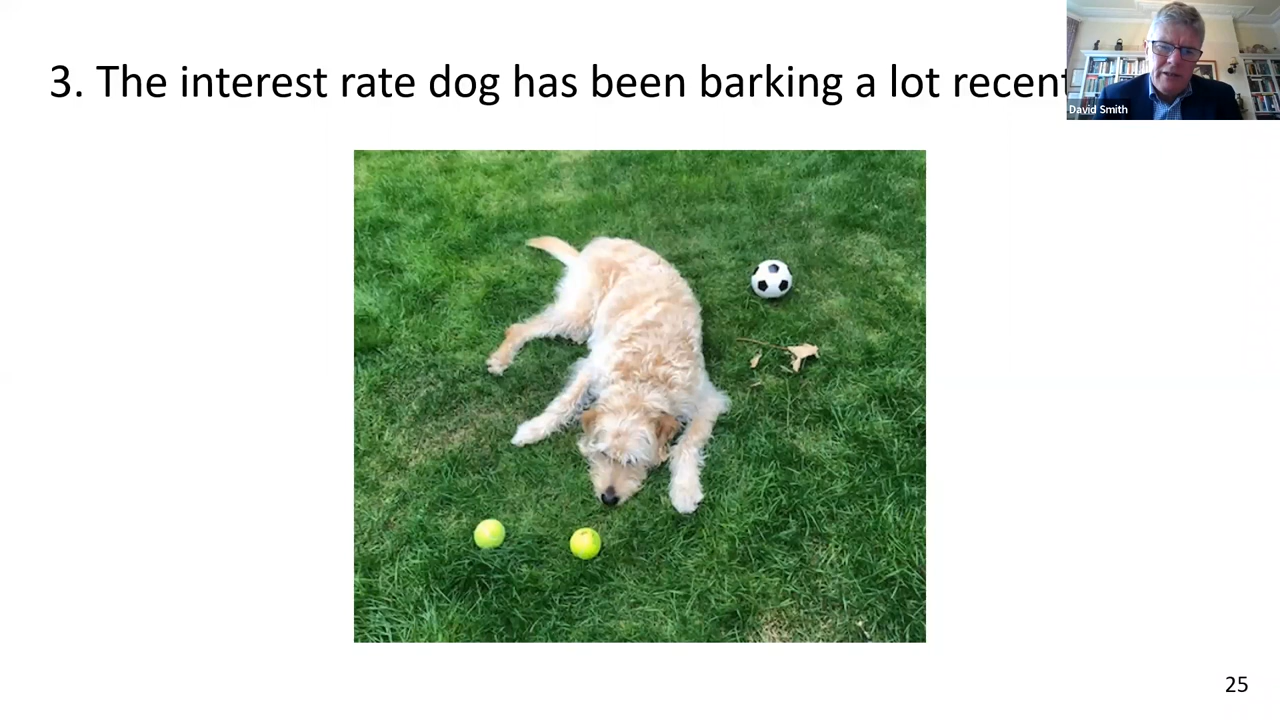 3. The interest rate dog has been barking a lot recent
David Smith
25